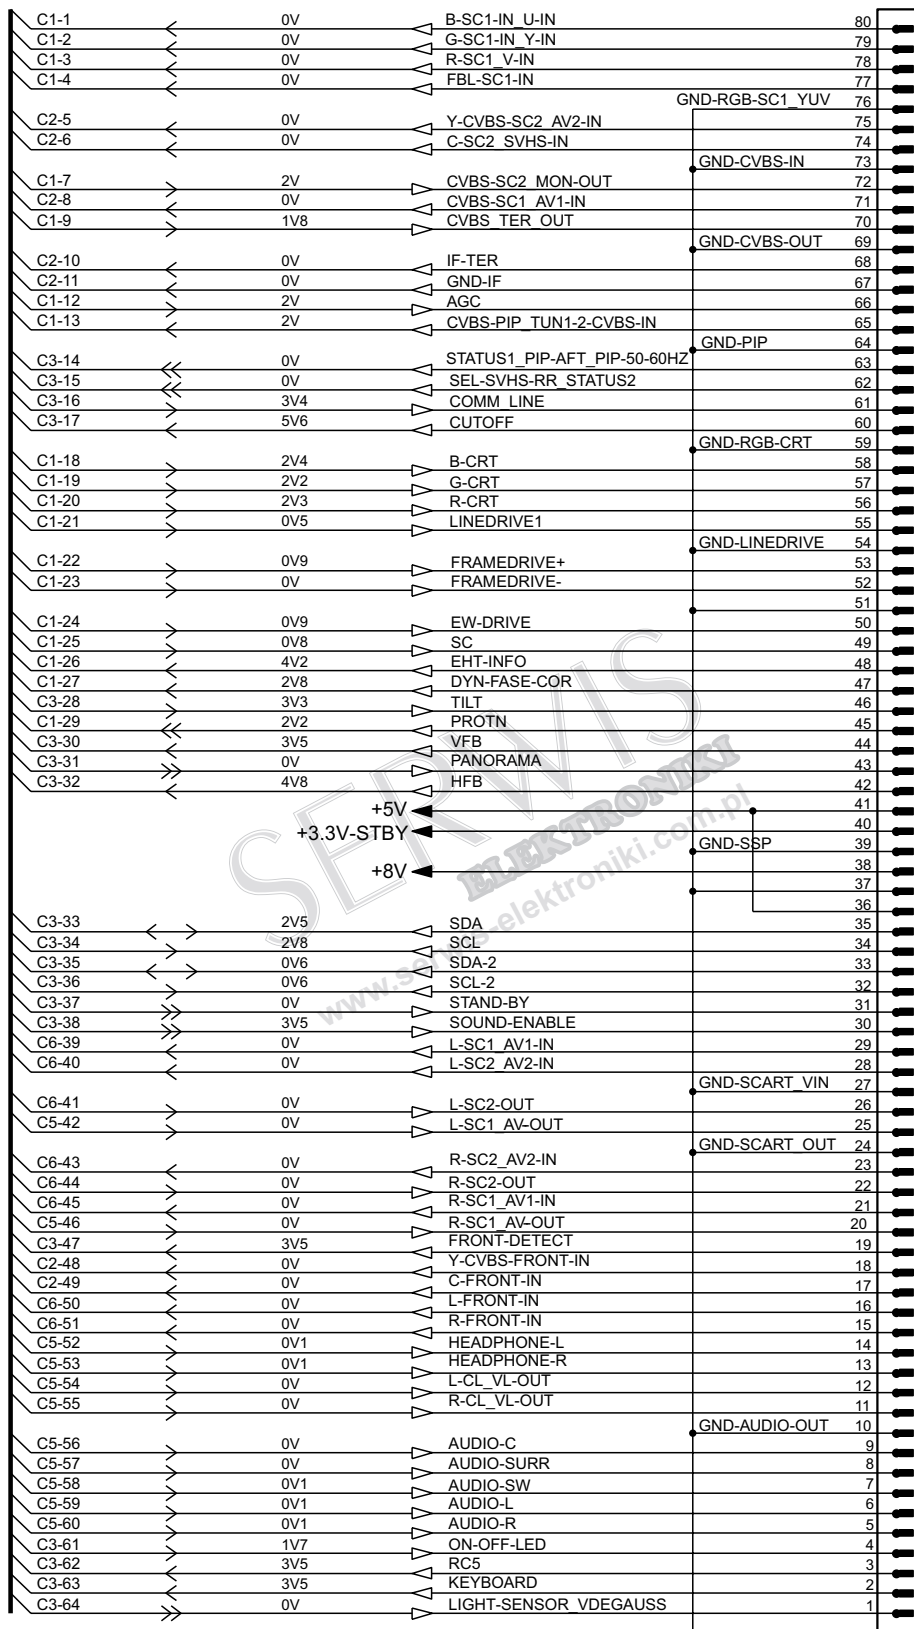 C1-1 0V B-SC1-IN_U-IN 80
C1-2 0V G-SC1-IN_Y-IN 79
C1-3 0V R-SC1_V-IN 78
C1-4 0V FBL-SC1-IN 77
GND-RGB-SC1_YUV 76
C2-5 0V Y-CVBS-SC2_AV2-IN 75
C2-6 0V C-SC2_SVHS-IN 74
GND-CVBS-IN 73
C1-7 2V CVBS-SC2_MON-OUT 72
C2-8 0V CVBS-SC1_AV1-IN 71
C1-9 1V8 CVBS_TER_OUT 70
GND-CVBS-OUT 69
C2-10 0V IF-TER 68
C2-11 0V GND-IF 67
C1-12 2V AGC 66
C1-13 2V CVBS-PIP_TUN1-2-CVBS-IN 65
GND-PIP 64
C3-14 0V STATUS1_PIP-AFT_PIP-50-60HZ 63
C3-15 0V SEL-SVHS-RR_STATUS2 62
C3-16 3V4 COMM_LINE 61
C3-17 5V6 CUTOFF 60
GND-RGB-CRT 59
C1-18 2V4 B-CRT 58
C1-19 2V2 G-CRT 57
C1-20 2V3 R-CRT 56
C1-21 0V5 LINEDRIVE1 55
GND-LINEDRIVE 54
C1-22 0V9 FRAMEDRIVE+ 53
C1-23 0V FRAMEDRIVE- 52
51
C1-24 0V9 EW-DRIVE 50
C1-25 0V8 SC 49
C1-26 4V2 EHT-INFO 48
C1-27 2V8 DYN-FASE-COR 47
C3-28 3V3 TILT 46
C1-29 2V2 PROTN 45
C3-30 3V5 VFB 44
C3-31 0V PANORAMA 43
C3-32 4V8 HFB 42
+5V 41
+3.3V-STBY 40
GND-SSP 39
+8V 38
37
36
C3-33 2V5 SDA 35
C3-34 2V8 SCL 34
C3-35 0V6 SDA-2 33
C3-36 0V6 SCL-2 32
C3-37 0V STAND-BY 31
C3-38 3V5 SOUND-ENABLE 30
C6-39 0V L-SC1_AV1-IN 29
C6-40 0V L-SC2_AV2-IN 28
GND-SCART_VIN 27
C6-41 0V L-SC2-OUT 26
C5-42 0V L-SC1_AV-OUT 25
GND-SCART_OUT 24
C6-43 0V R-SC2_AV2-IN 23
C6-44 0V R-SC2-OUT 22
C6-45 0V R-SC1_AV1-IN 21
C5-46 0V R-SC1_AV-OUT 20
C3-47 3V5 FRONT-DETECT 19
C2-48 0V Y-CVBS-FRONT-IN 18
C2-49 0V C-FRONT-IN 17
C6-50 0V L-FRONT-IN 16
C6-51 0V R-FRONT-IN 15
C5-52 0V1 HEADPHONE-L 14
C5-53 0V1 HEADPHONE-R 13
C5-54 0V L-CL_VL-OUT 12
C5-55 0V R-CL_VL-OUT 11
GND-AUDIO-OUT 10
C5-56 0V AUDIO-C 9
C5-57 0V AUDIO-SURR 8
C5-58 0V1 AUDIO-SW 7
C5-59 0V1 AUDIO-L 6
C5-60 0V1 AUDIO-R 5
C3-61 1V7 ON-OFF-LED 4
C3-62 3V5 RC5 3
C3-63 3V5 KEYBOARD 2
C3-64 0V LIGHT-SENSOR_VDEGAUSS 1
SERWIS
ELEKTRONIKI
www.serwis-elektroniki.com.pl